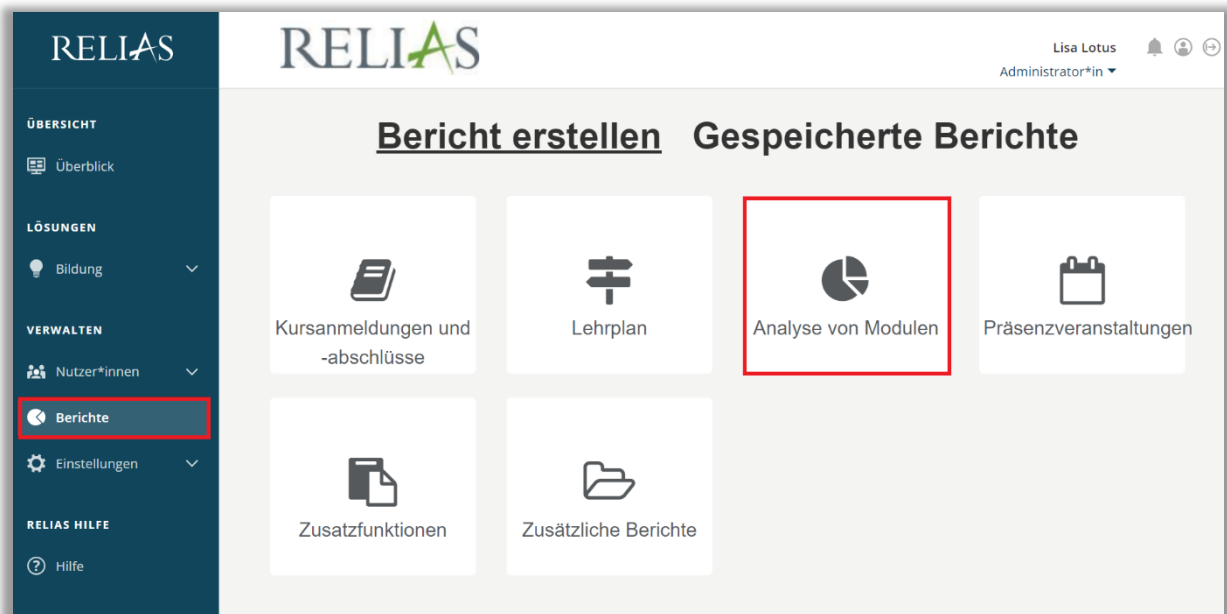 RELIAS
ÜBERSICHT
Überblick
LÖSUNGEN
Bildung
VERWALTEN
Nutzer*innen
Berichte
Einstellungen
RELIAS HILFE
Hilfe
RELIAS
Lisa Lotus
Administrator*in
Bericht erstellen Gespeicherte Berichte
Kursanmeldungen und
-abschlüsse
Lehrplan
Analyse von Modulen
Präsenzveranstaltungen
Zusatzfunktionen
Zusätzliche Berichte